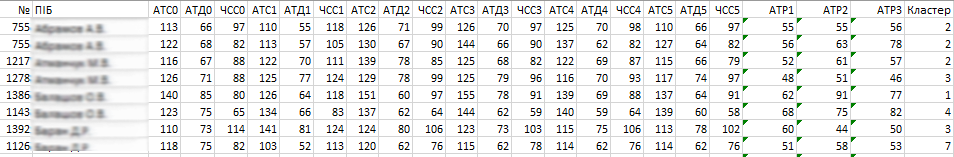 № ПІБ АТС0 АТД0 ЧСС0 АТС1 АТД1 ЧСС1 АТС2 АТД2 ЧСС2 АТС3 АТД3 ЧСС3 АТС4 АТД4 ЧСС4 АТС5 АТД5 ЧСС5 АТР1 АТР2 АТР3 Кластер
755 113 66 97 110 55 118 126 71 99 126 70 97 125 70 98 110 66 97 55 55 56 2
755 122 68 82 113 57 105 130 67 90 144 66 90 137 62 82 127 64 82 56 63 78 2
1217 116 67 88 122 70 111 139 78 85 125 68 82 122 69 87 115 66 79 52 61 57 2
1278 126 71 88 125 77 124 129 78 99 125 79 96 116 70 93 117 74 97 48 51 46 3
1386 140 85 80 126 64 118 151 60 97 155 78 91 139 69 88 137 64 91 62 91 77 1
1143 123 75 65 134 66 83 137 62 64 144 62 59 140 59 64 139 60 58 68 75 82 4
1392 110 73 114 141 81 124 124 80 106 123 73 103 115 75 106 113 78 102 60 44 50 3
1126 118 75 82 103 52 113 120 62 76 115 62 78 114 62 76 114 62 76 51 58 53 7